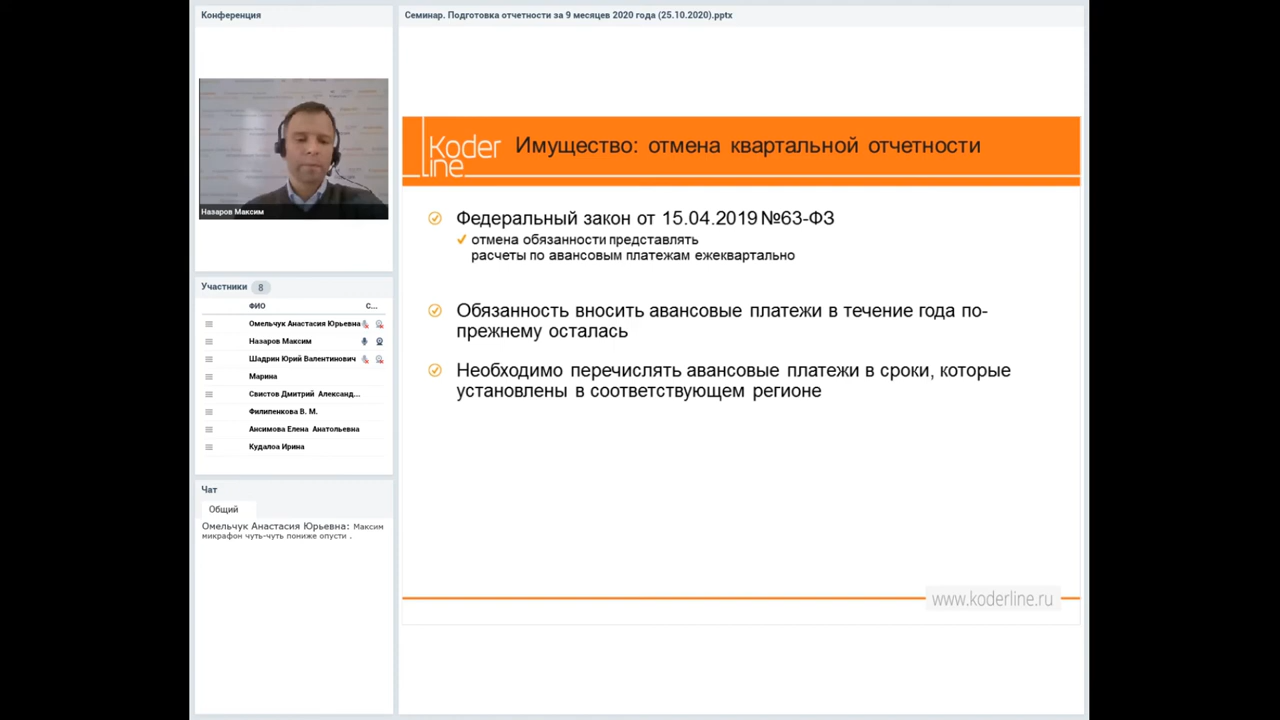 Конференция
Семинар. Подготовка отчетности за 9 месяцев 2020 года (25.10.2020).pptx
Назаров Максим
Участники 8
ФИО С...
Омельчук Анастасия Юрьевна
Назаров Максим
Шадрин Юрий Валентинович
Марина
Свистов Дмитрий Александ...
Филипенкова В. М.
Ансимова Елена Анатольевна
Кудалоа Ирина
Чат
Общий
Омельчук Анастасия Юрьевна: Максим
микрофон чуть-чуть пониже опусти .
Koder
line
Имущество: отмена квартальной отчетности
Федеральный закон от 15.04.2019 №63-ФЗ
отмена обязанности представлять
расчеты по авансовым платежам ежеквартально
Обязанность вносить авансовые платежи в течение года по-
прежнему осталась
Необходимо перечислять авансовые платежи в сроки, которые
установлены в соответствующем регионе
www.koderline.ru